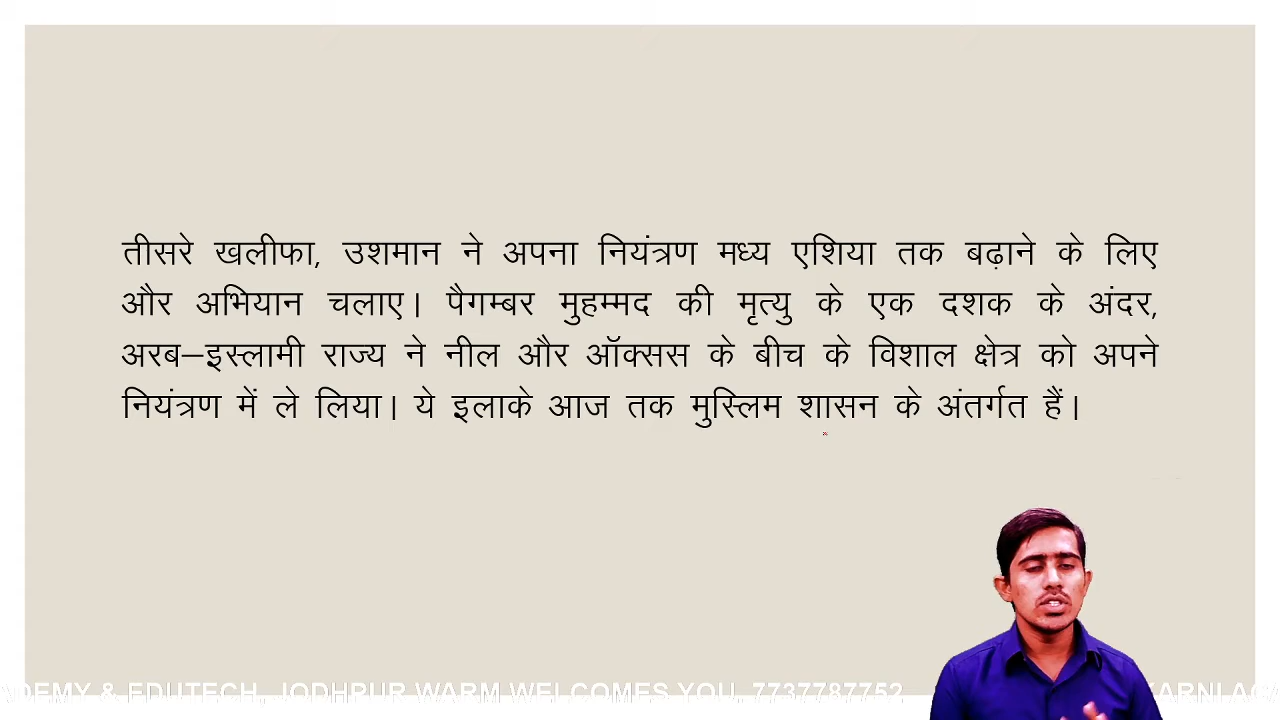 तीसरे खलीफा, उशमान ने अपना नियंत्रण मध्य एशिया तक बढ़ाने के लिए
और अभियान चलाए। पैगम्बर मुहम्मद की मृत्यु के एक दशक के अंदर,
अरब–इस्लामी राज्य ने नील और ऑक्सस के बीच के विशाल क्षेत्र को अपने
नियंत्रण में ले लिया। ये इलाके आज तक मुस्लिम शासन के अंतर्गत हैं।
& EDUTECH, JODHPUR WARM WELCOMES YOU, 7737787752